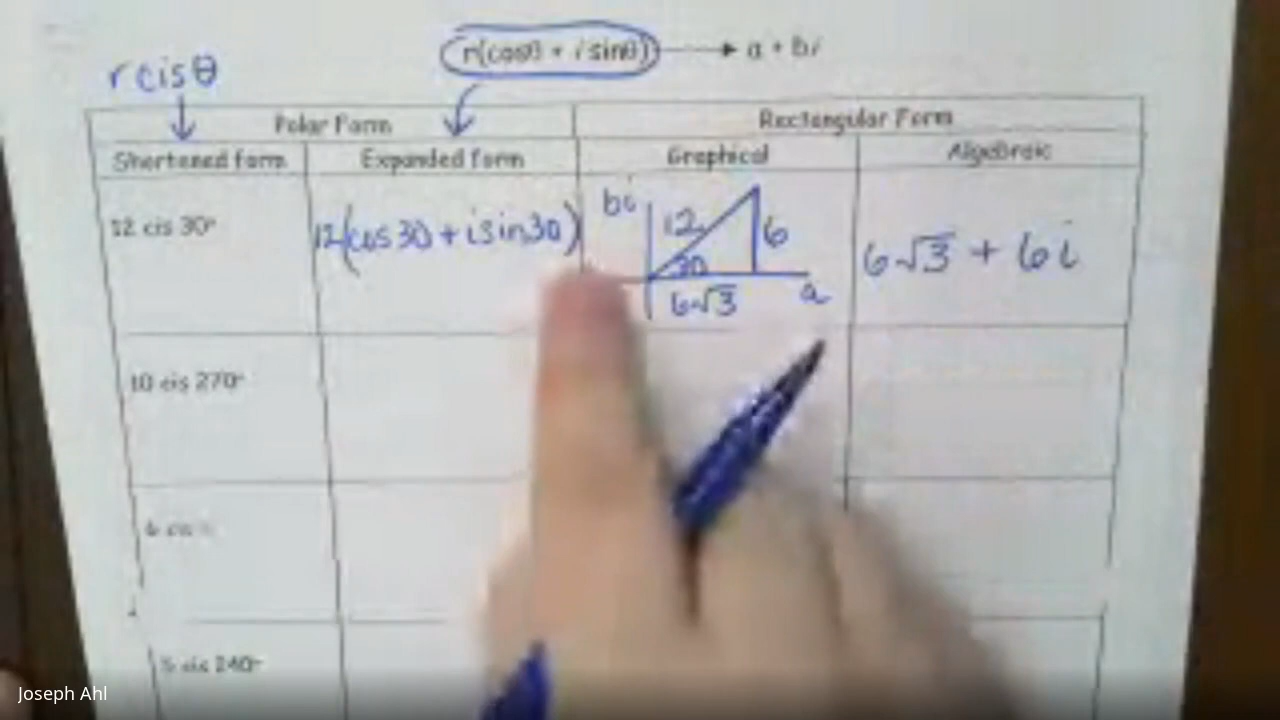 r(cosθ + i sinθ) → a + bi
r cis θ
Polar Form
Rectangular Form
Shortened form
Expanded form
Graphical
Algebraic
12 cis 30°
12(cos 30 + i sin 30)
bi
12
6
30
6√3
a
6√3 + 6i
10 cis 270°
5 cis 240°
Joseph Ahl